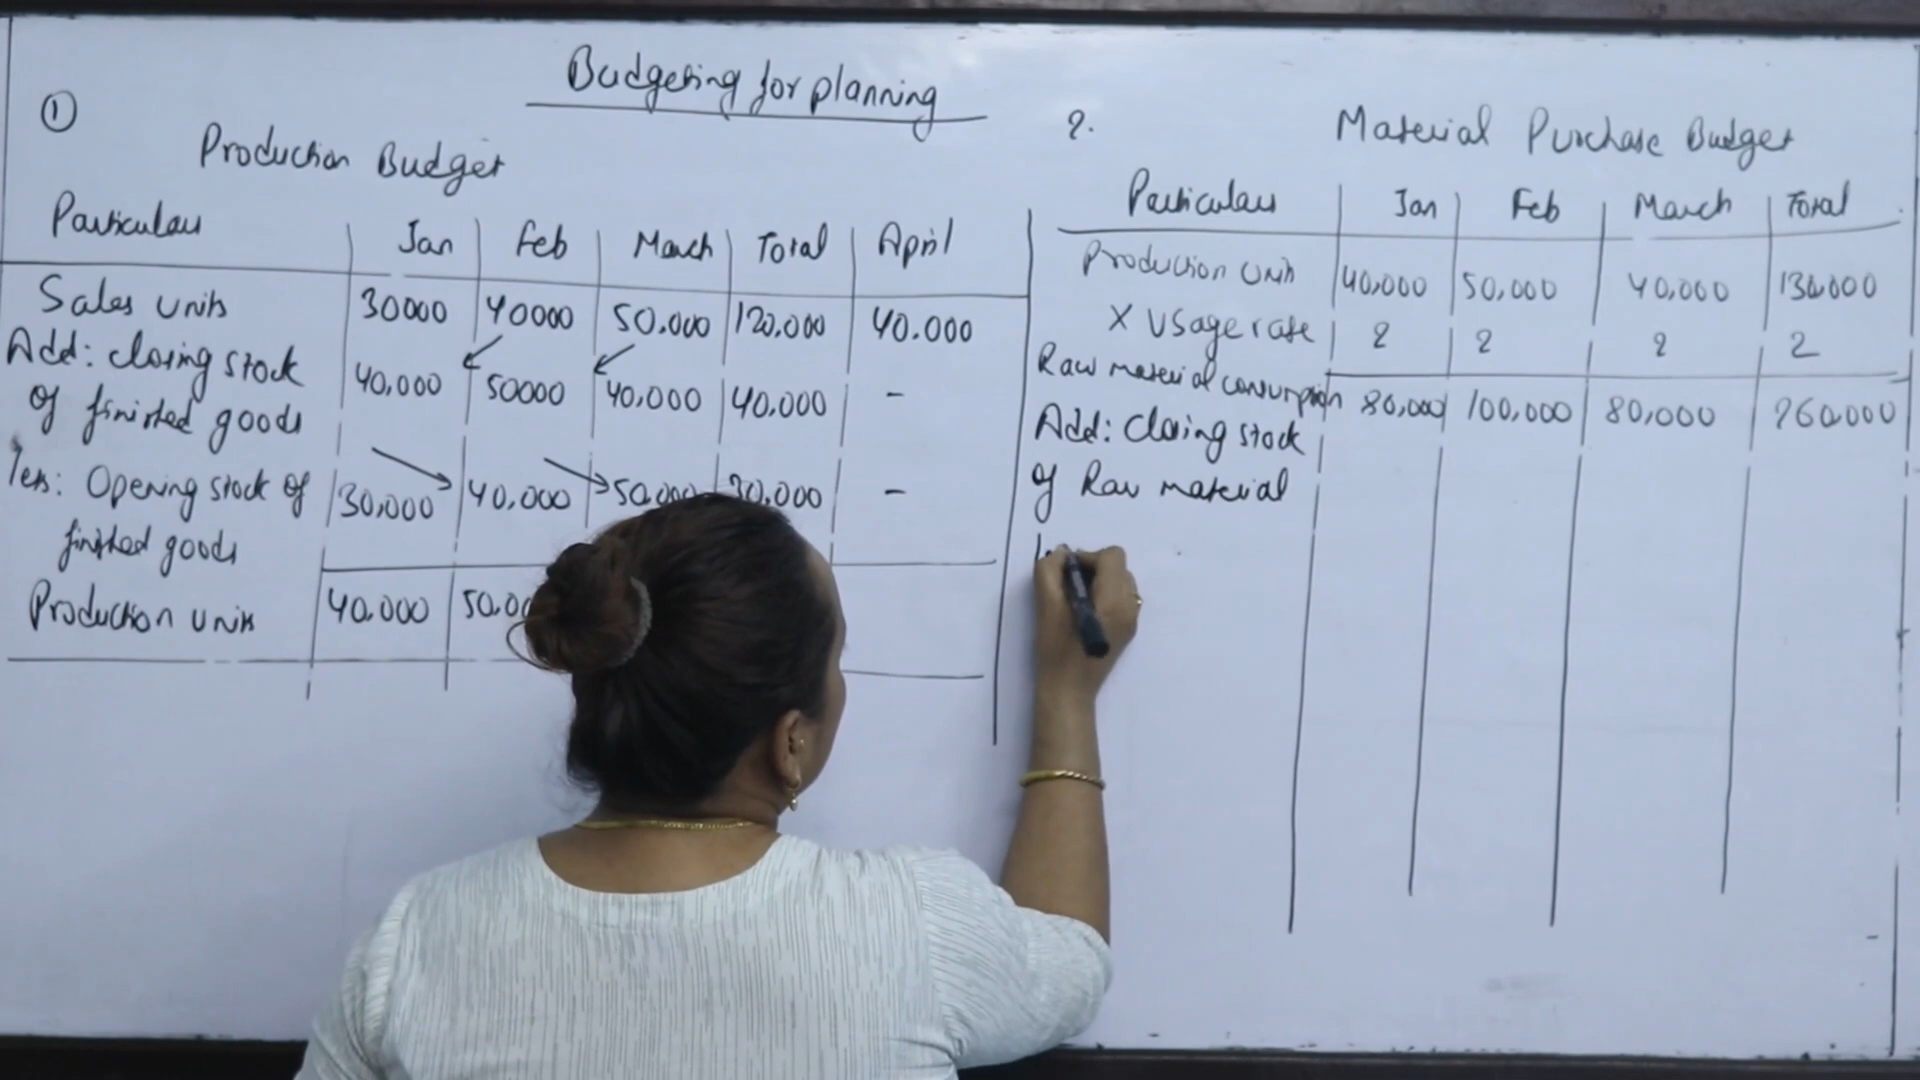 Budgeting for planning
①
Production Budget
Particulars Jan Feb March Total April
Sales units 30000 40000 50.000 120.000 40.000
Add: closing stock of finished goods 40,000 50000 40,000 40,000 -
less: Opening stock of finished goods 30,000 40,000 50,000 30,000 -
Production units 40.000
2.
Material Purchase Budget
Particulars Jan Feb March Total
Production Units 40,000 50,000 40,000 130,000
X Usage rate 2 2 2 2
Raw material consumption 80,000 100,000 80,000 260,000
Add: Closing stock
of Raw material